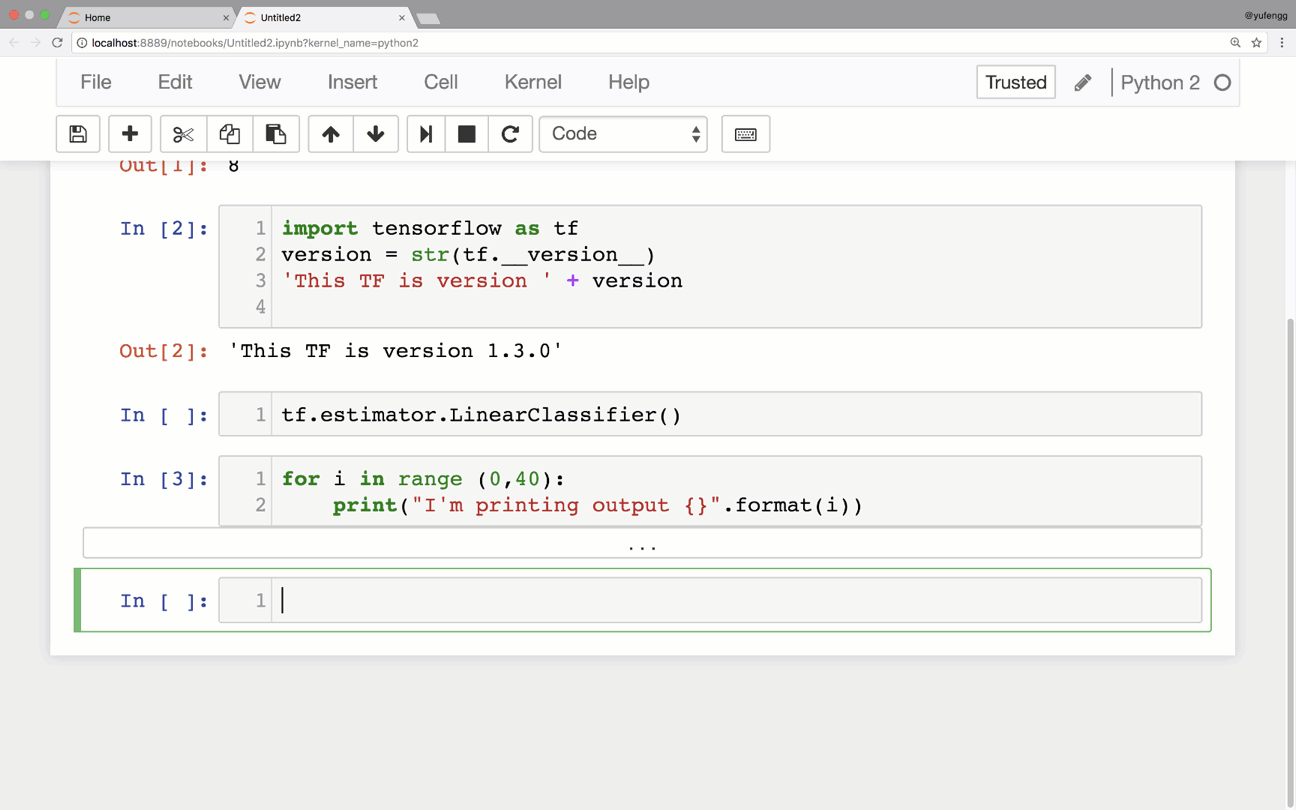 Home
Untitled2
@yufengg
localhost:8889/notebooks/Untitled2.ipynb?kernel_name=python2
File Edit View Insert Cell Kernel Help Trusted Python 2
Code
Out[1]: 8
In [2]:
1 import tensorflow as tf
2 version = str(tf.__version__)
3 'This TF is version ' + version
4
Out[2]: 'This TF is version 1.3.0'
In [ ]: 1 tf.estimator.LinearClassifier()
In [3]:
1 for i in range (0,40):
2 print("I'm printing output {}".format(i))
...
In [ ]: 1